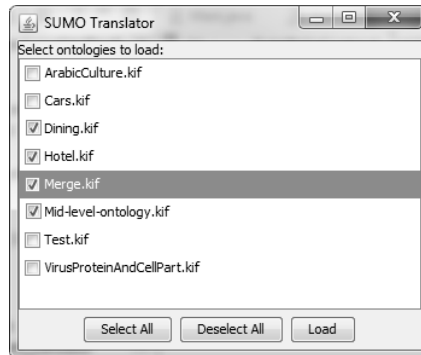 SUMO Translator
Select ontologies to load:
ArabicCulture.kif
Cars.kif
Dining.kif
Hotel.kif
Merge.kif
Mid-level-ontology.kif
Test.kif
VirusProteinAndCellPart.kif
Select All Deselect All Load